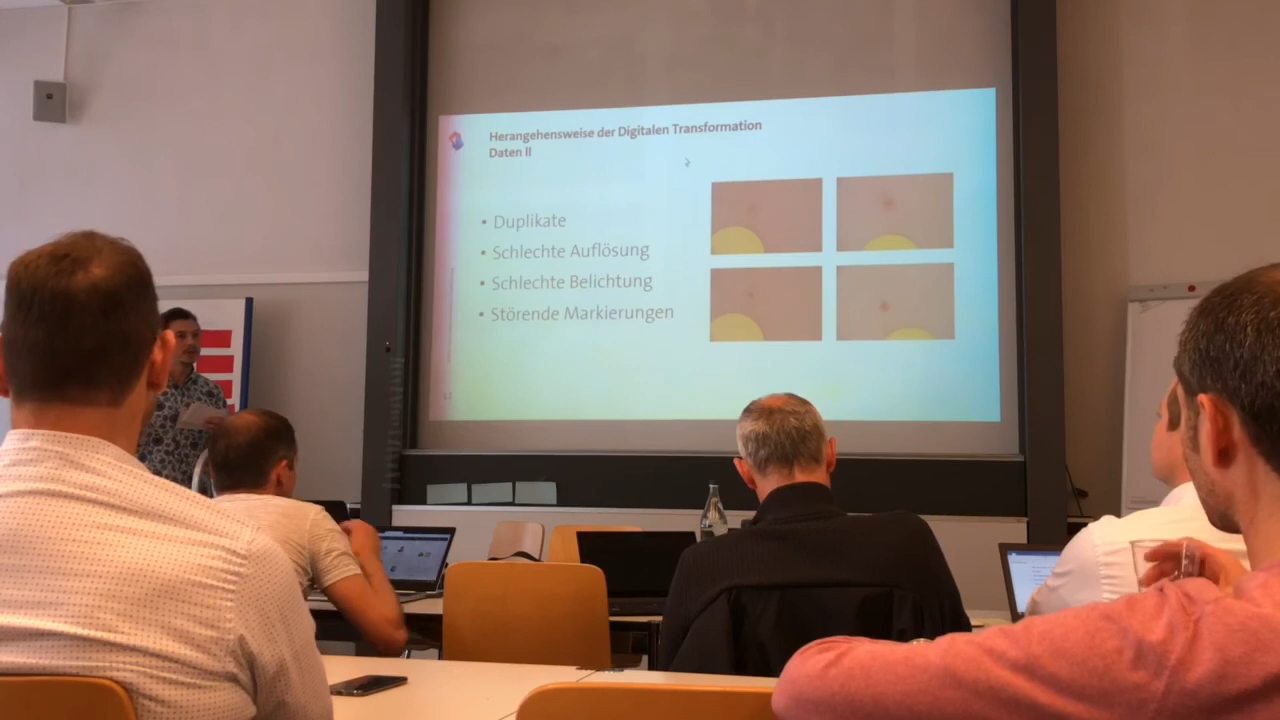 Herangehensweise der Digitalen Transformation
Daten II
• Duplikate
• Schlechte Auflösung
• Schlechte Belichtung
• Störende Markierungen